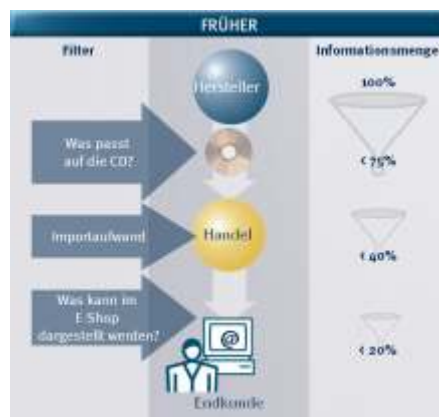 FRÜHER
Filter
Informationsmenge
100%
Hersteller
Was passt
auf die CD?
< 75%
Importaufwand
Handel
< 40%
Was kann im
E Shop
dargestellt werden?
@
< 20%
Endkunde